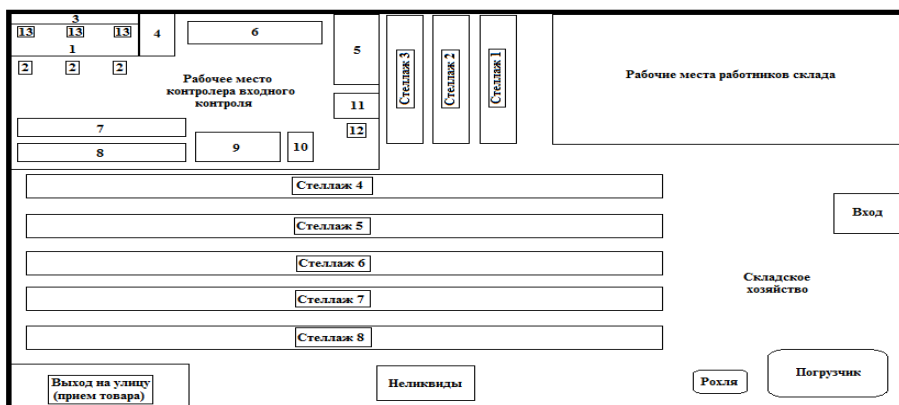 3
13 13 13
1
4
6
5
2 2 2
Рабочее место
контролера входного
контроля
11
12
7
8
9
10
Стеллаж 3
Стеллаж 2
Стеллаж 1
Рабочие места работников склада
Стеллаж 4
Стеллаж 5
Стеллаж 6
Стеллаж 7
Стеллаж 8
Вход
Складское
хозяйство
Выход на улицу
(прием товара)
Неликвиды
Рохля
Погрузчик